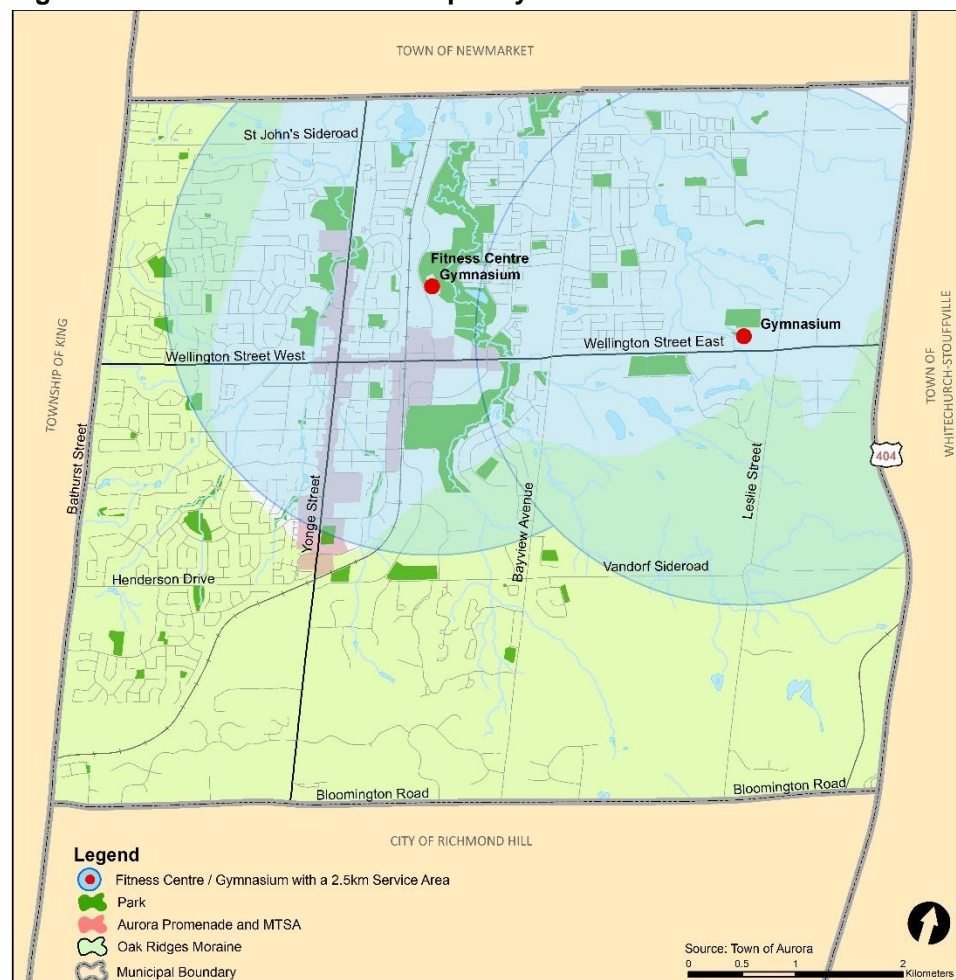 TOWN OF NEWMARKET
St John's Sideroad
Fitness Centre
Gymnasium
Gymnasium
Wellington Street East
Wellington Street West
TOWNSHIP OF KING
Bathurst Street
TOWN OF
WHITECHURCH-STOUFFVILLE
404
Leslie Street
Yonge Street
Bayview Avenue
Vandorf Sideroad
Henderson Drive
Bloomington Road
Bloomington Road
CITY OF RICHMOND HILL
Legend
Fitness Centre / Gymnasium with a 2.5km Service Area
Park
Aurora Promenade and MTSA
Oak Ridges Moraine
Municipal Boundary
Source: Town of Aurora
0 0.5 1 2
Kilometers